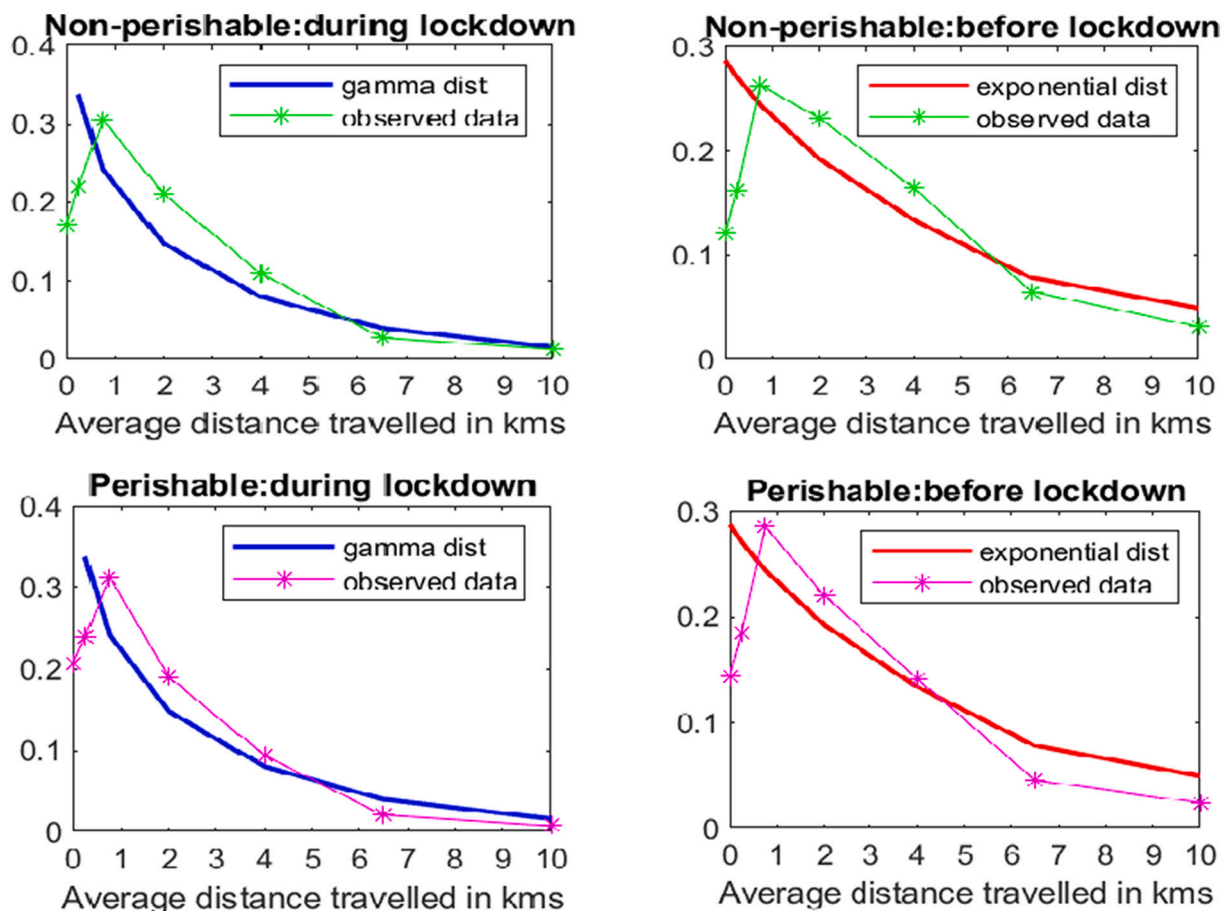 Non-perishable:during lockdown
0.4
0.3
0.2
0.1
0
gamma dist
observed data
0 1 2 3 4 5 6 7 8 9 10
Average distance travelled in kms
Non-perishable:before lockdown
0.3
0.2
0.1
0
exponential dist
observed data
0 1 2 3 4 5 6 7 8 9 10
Average distance travelled in kms
Perishable:during lockdown
0.4
0.3
0.2
0.1
0
gamma dist
observed data
0 1 2 3 4 5 6 7 8 9 10
Average distance travelled in kms
Perishable:before lockdown
0.3
0.2
0.1
0
exponential dist
observed data
0 1 2 3 4 5 6 7 8 9 10
Average distance travelled in kms